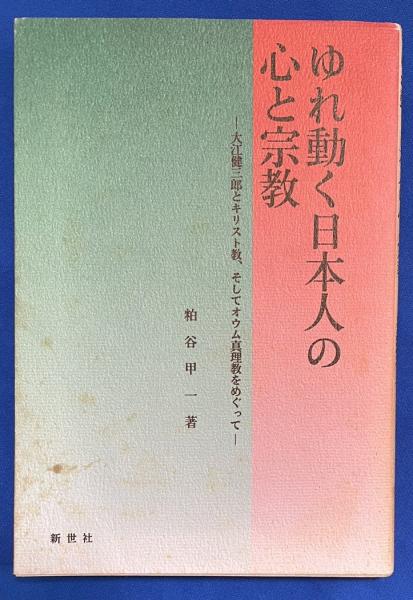 ゆれ動く日本人の
心と宗教
―大江健三郎とキリスト教、そしてオウム真理教をめぐって―
粕谷甲一著
新世社